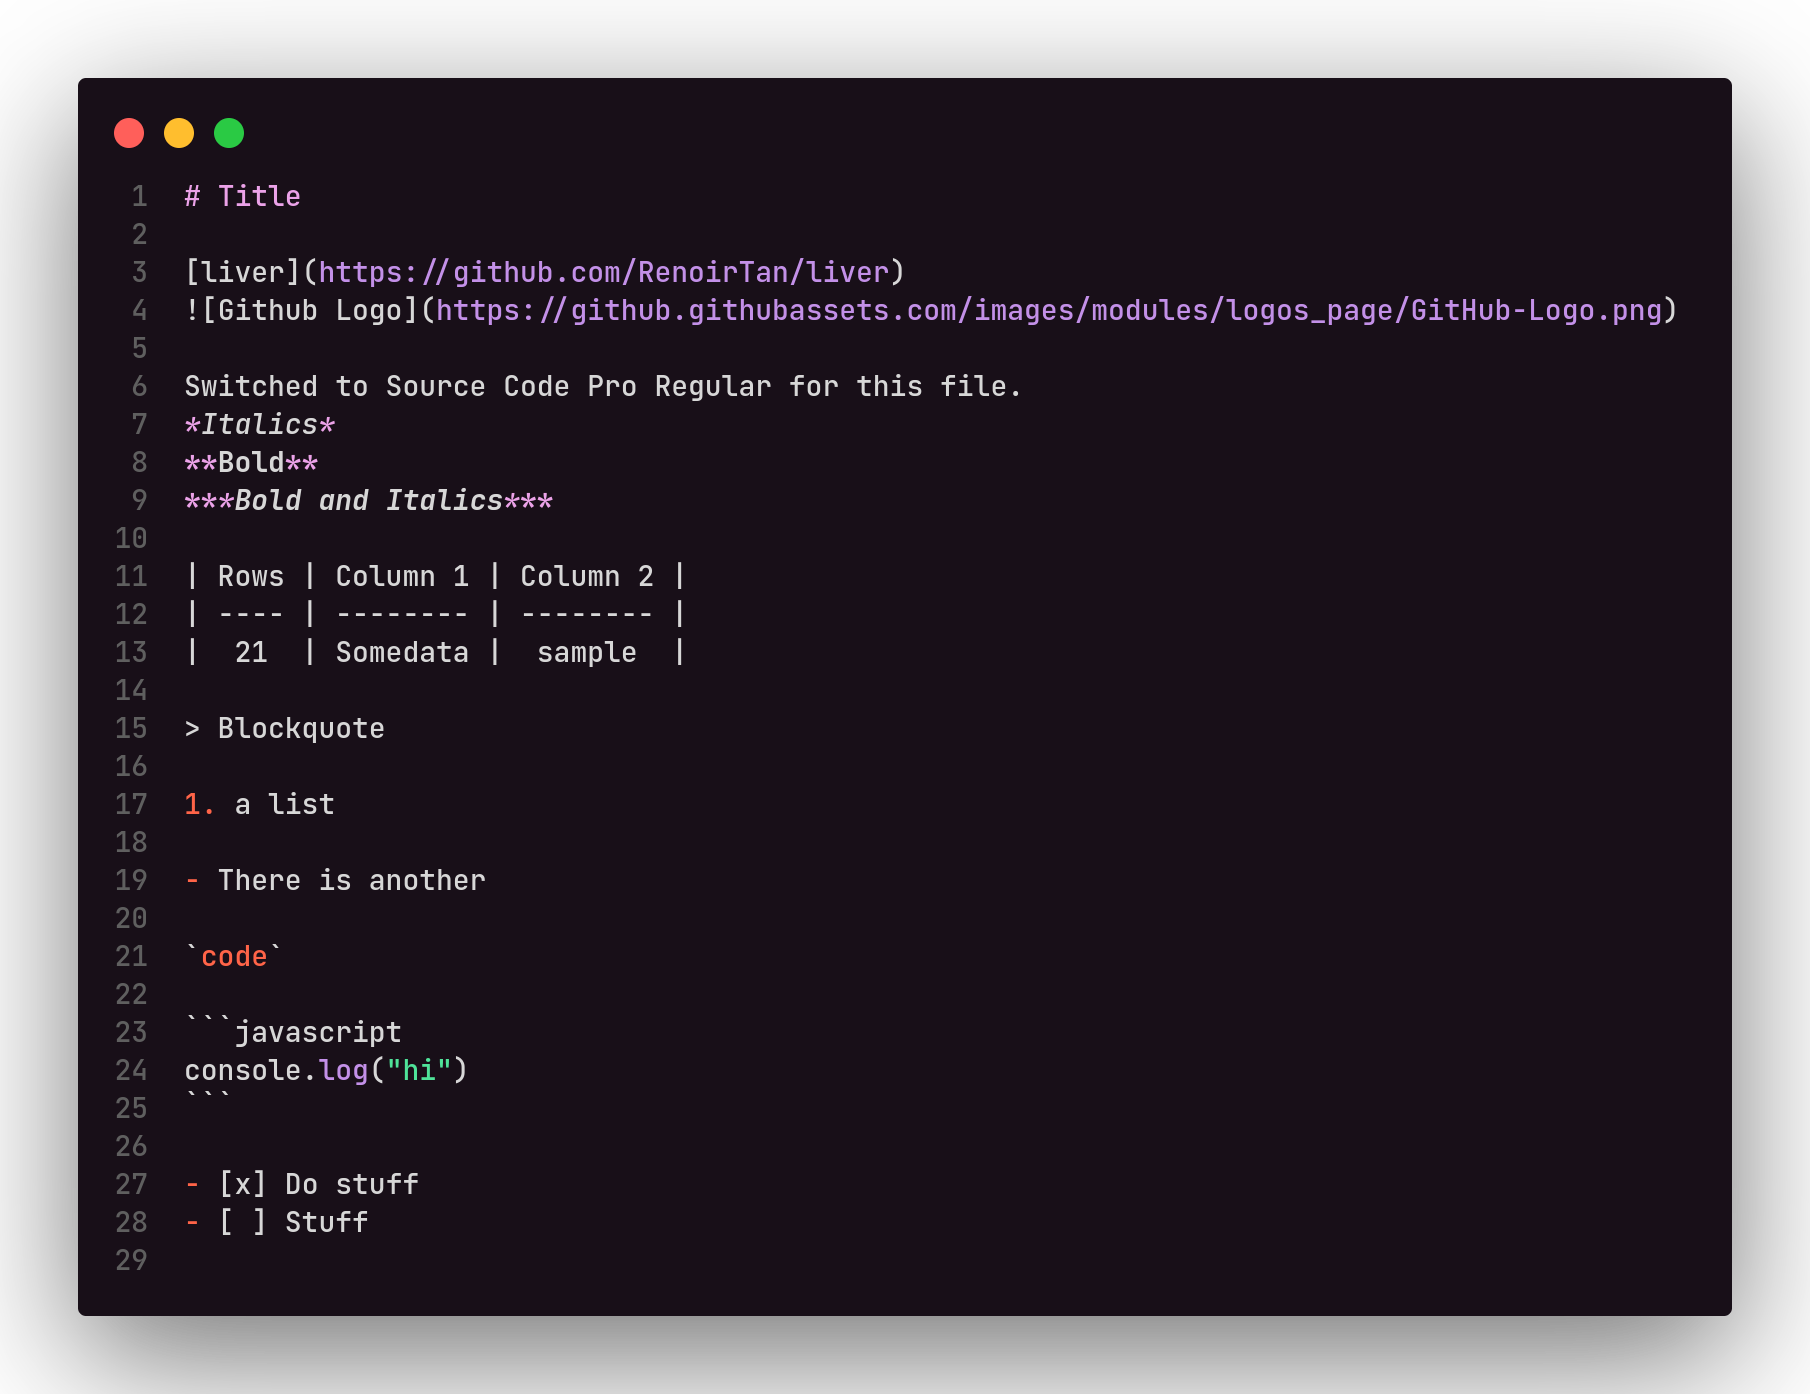 1 # Title
2
3 [liver](https://github.com/RenoirTan/liver)
4 ![Github Logo](https://github.githubassets.com/images/modules/logos_page/GitHub-Logo.png)
5
6 Switched to Source Code Pro Regular for this file.
7 *Italics*
8 **Bold**
9 ***Bold and Italics***
10
11 | Rows | Column 1 | Column 2 |
12 | ---- | -------- | -------- |
13 |  21  | Somedata |  sample  |
14
15 > Blockquote
16
17 1. a list
18
19 - There is another
20
21 `code`
22
23 ```javascript
24 console.log("hi")
25 ```
26
27 - [x] Do stuff
28 - [ ] Stuff
29